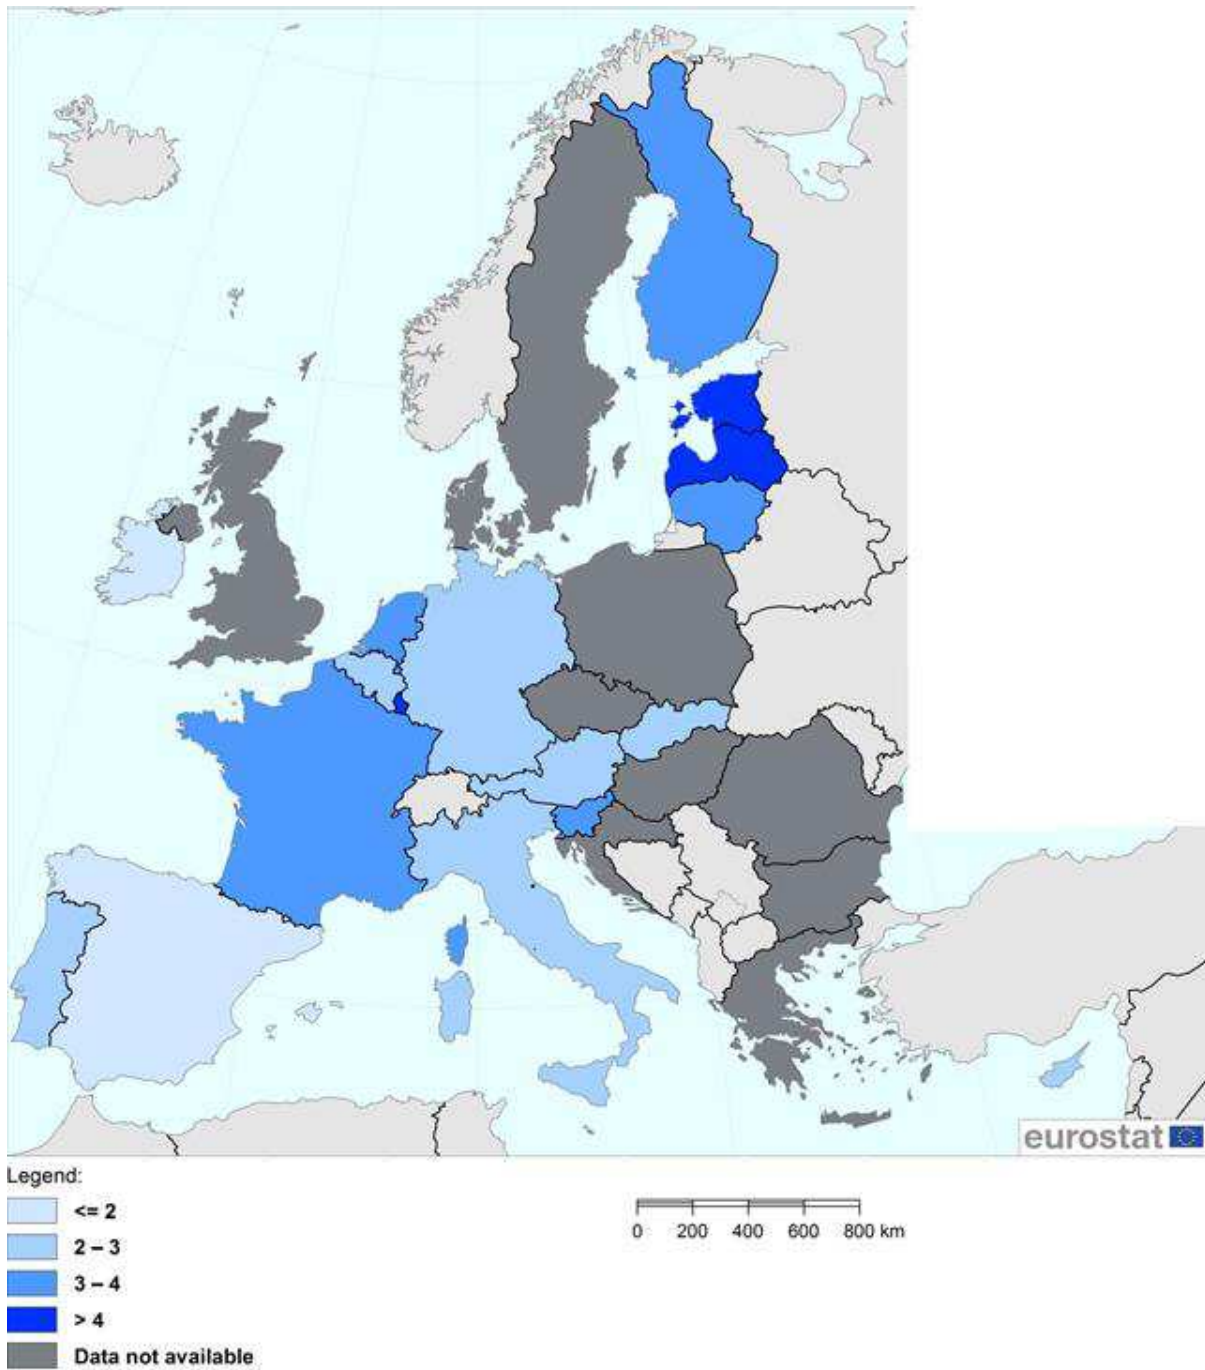 eurostat
Legend:
<= 2
2 – 3
3 – 4
> 4
Data not available
0 200 400 600 800 km